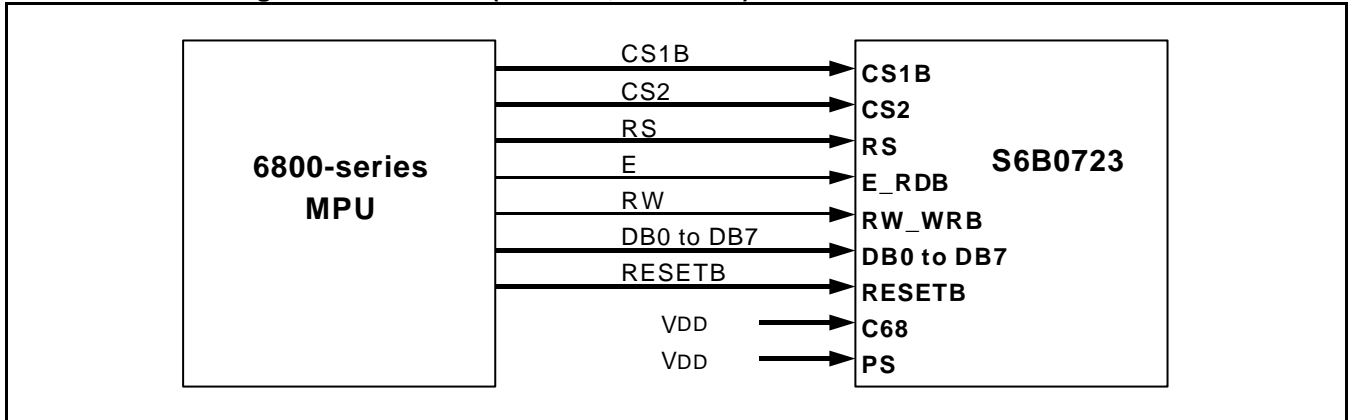 CS1B
CS2
RS
E
RW
DB0 to DB7
RESETB
VDD
VDD
6800-series
MPU
CS1B
CS2
RS
E_RDB
RW_WRB
DB0 to DB7
RESETB
C68
PS
S6B0723